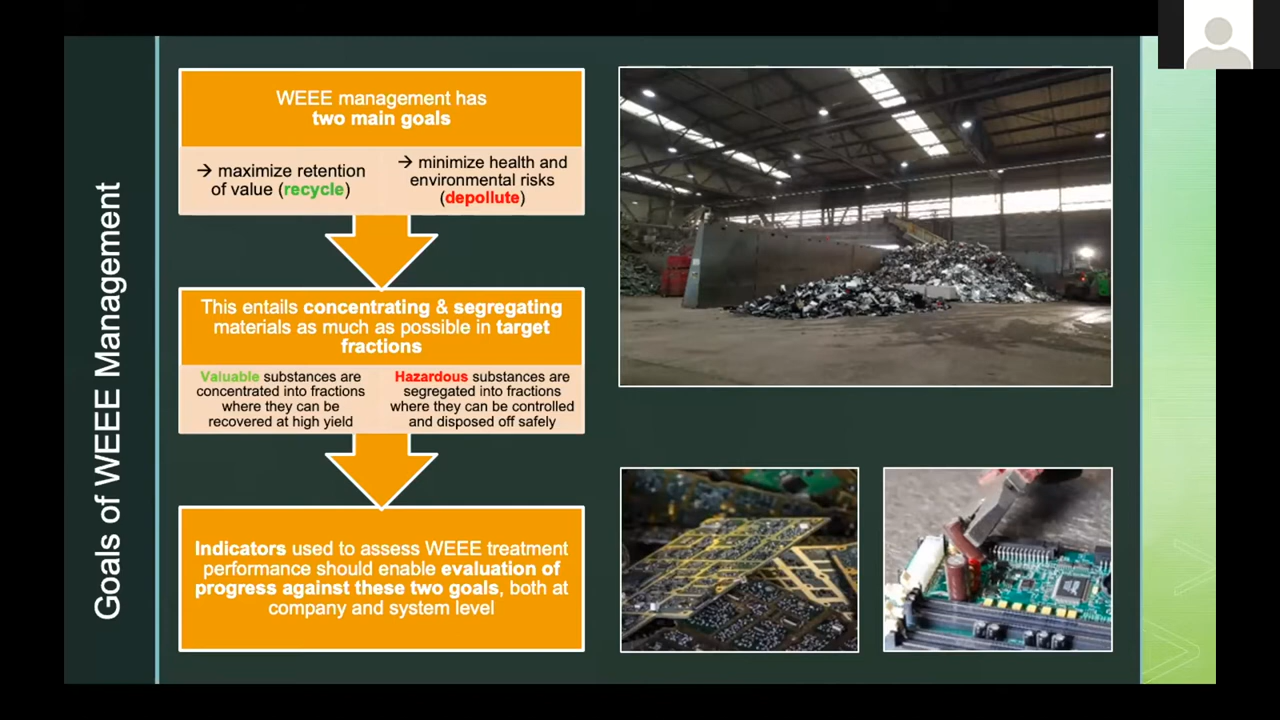 Goals of WEEE Management
WEEE management has
two main goals
→ maximize retention
of value (recycle)
→ minimize health and
environmental risks
(depollute)
This entails concentrating & segregating
materials as much as possible in target
fractions
Valuable substances are
concentrated into fractions
where they can be
recovered at high yield
Hazardous substances are
segregated into fractions
where they can be controlled
and disposed off safely
Indicators used to assess WEEE treatment
performance should enable evaluation of
progress against these two goals, both at
company and system level